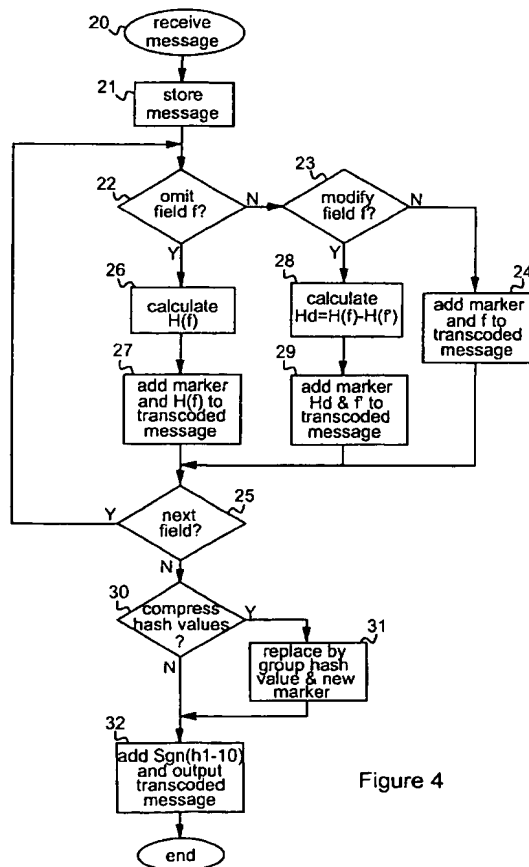 20
receive
message
21
store
message
22
omit
field f?
N
Y
23
modify
field f?
N
Y
26
calculate
H(f)
28
calculate
Hd=H(f)-H(f')
24
add marker
and f to
transcoded
message
27
add marker
and H(f) to
transcoded
message
29
add marker
Hd & f' to
transcoded
message
25
next
field?
Y
N
30
compress
hash values
?
Y
N
31
replace by
group hash
value & new
marker
32
add Sgn(h1-10)
and output
transcoded
message
end
Figure 4